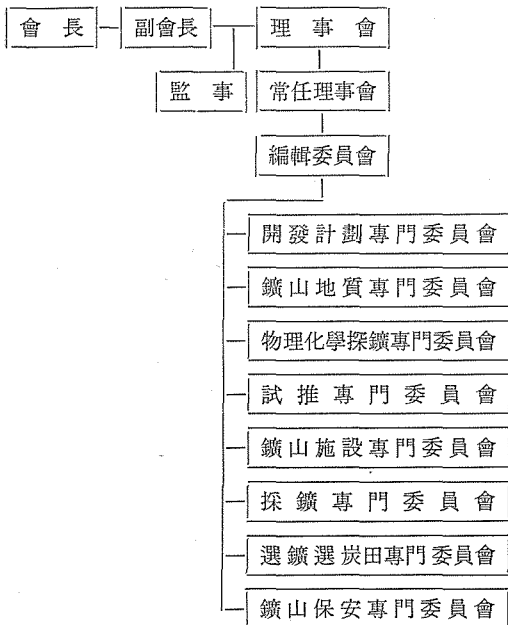 會長 副會長 理事會
監事 常任理事會
編輯委員會
開發計劃專門委員會
鑛山地質專門委員會
物理化學探鑛專門委員會
試推專門委員會
鑛山施設專門委員會
採鑛專門委員會
選鑛選炭田專門委員會
鑛山保安專門委員會